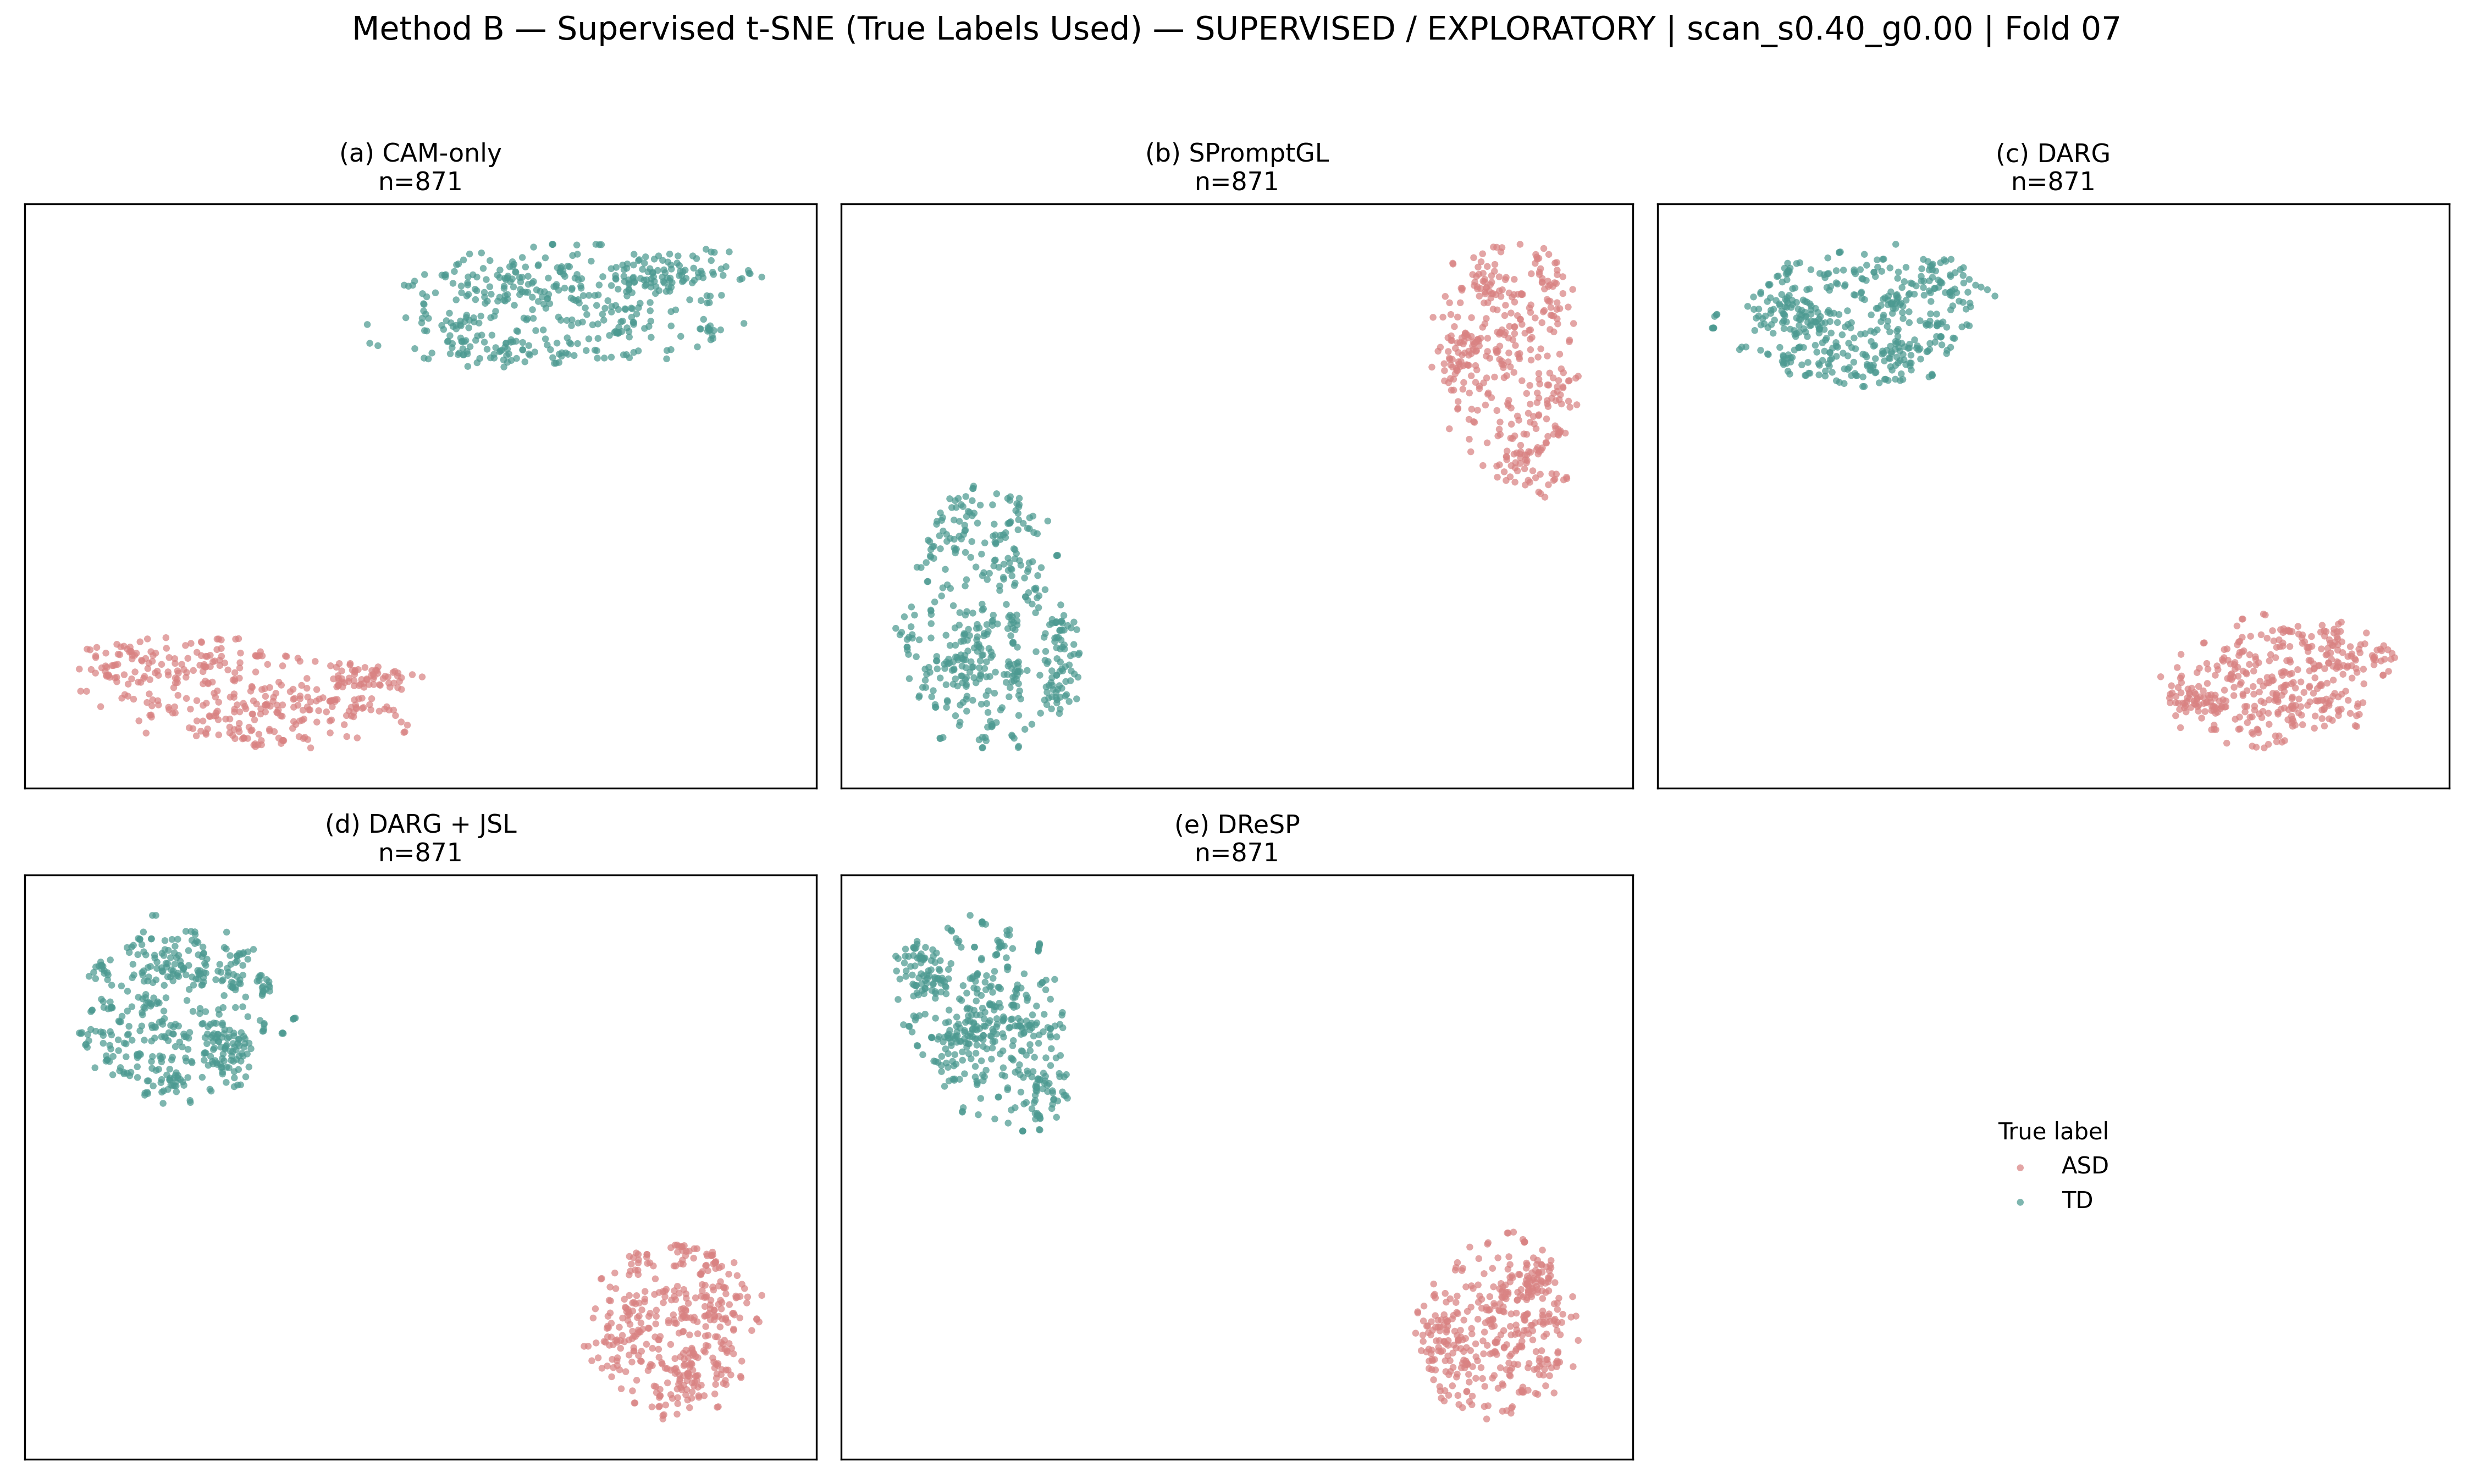 Method B — Supervised t-SNE (True Labels Used) — SUPERVISED / EXPLORATORY | scan_s0.40_g0.00 | Fold 07
(a) CAM-only
n=871
(b) SPromptGL
n=871
(c) DARG
n=871
(d) DARG + JSL
n=871
(e) DReSP
n=871
True label
ASD
TD